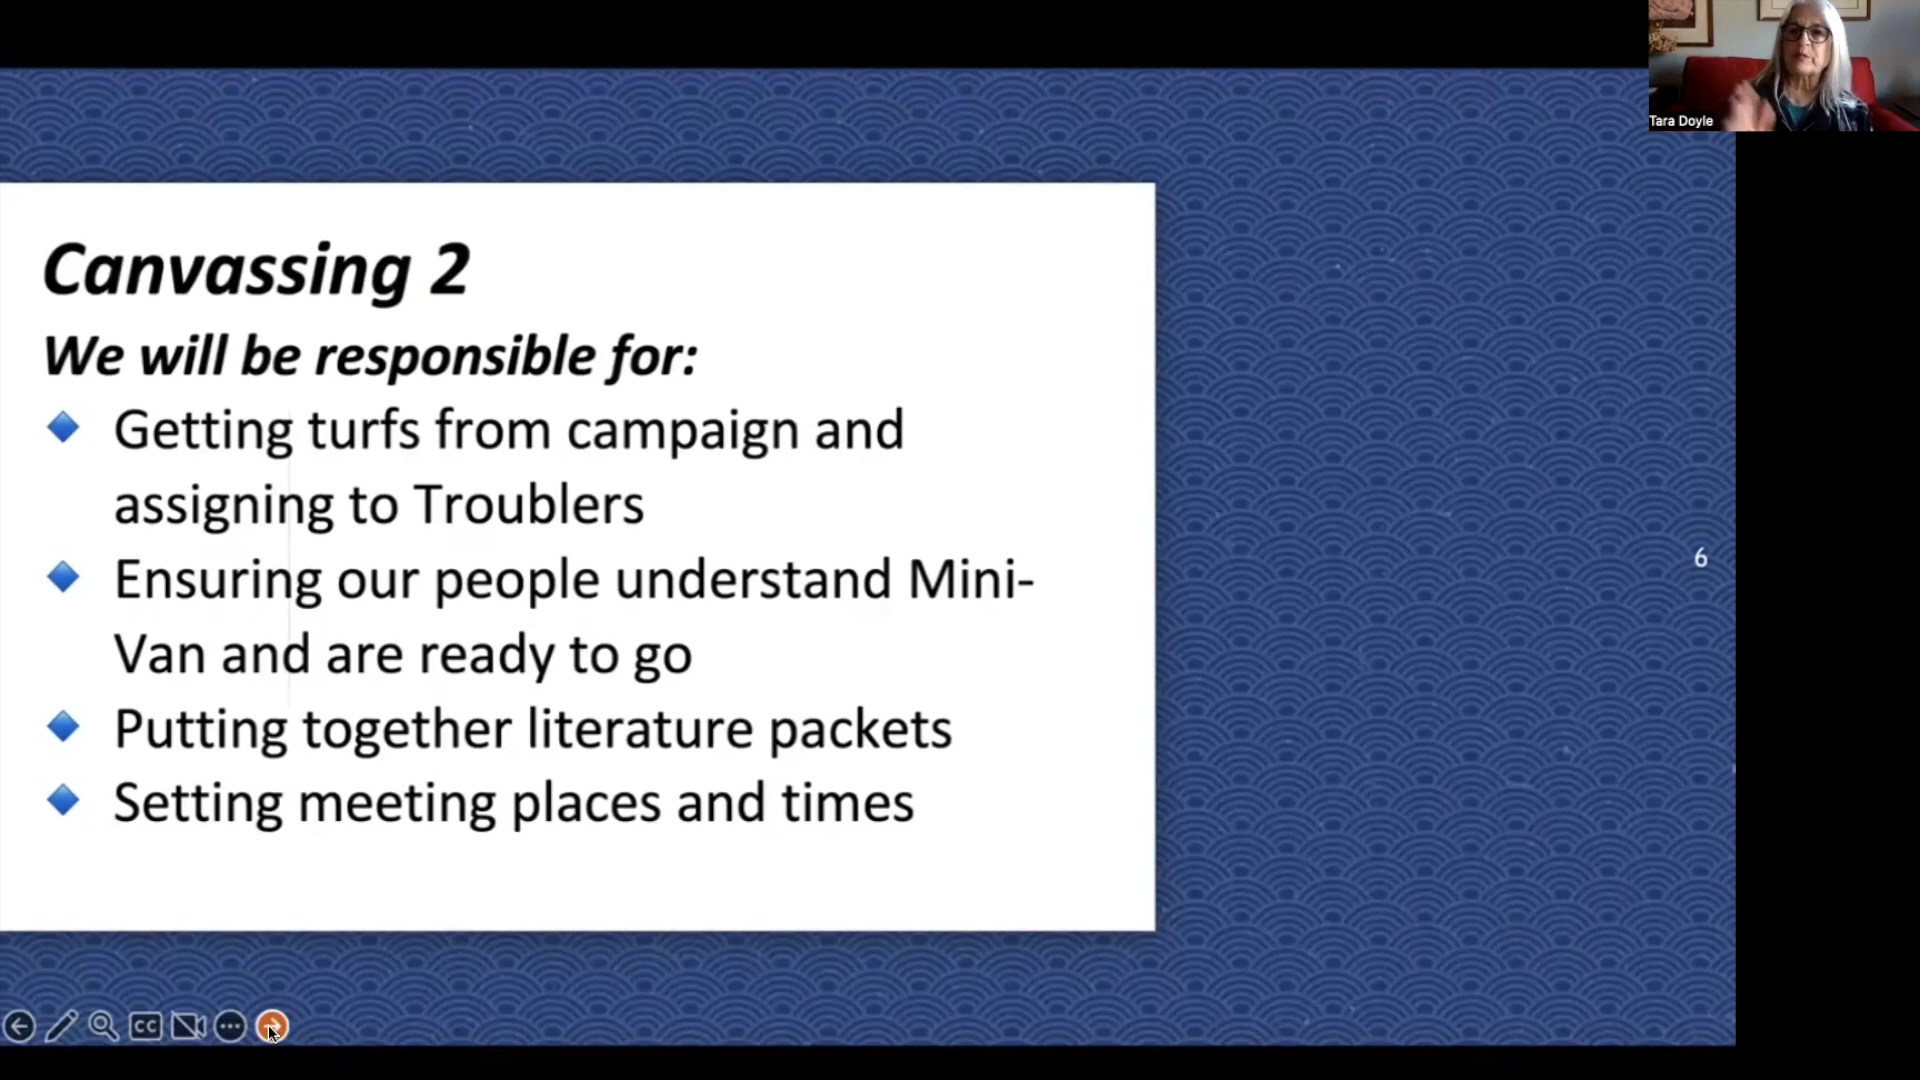 Tara Doyle
Canvassing 2
We will be responsible for:
Getting turfs from campaign and
assigning to Troublers
Ensuring our people understand Mini-
Van and are ready to go
Putting together literature packets
Setting meeting places and times
6
CC